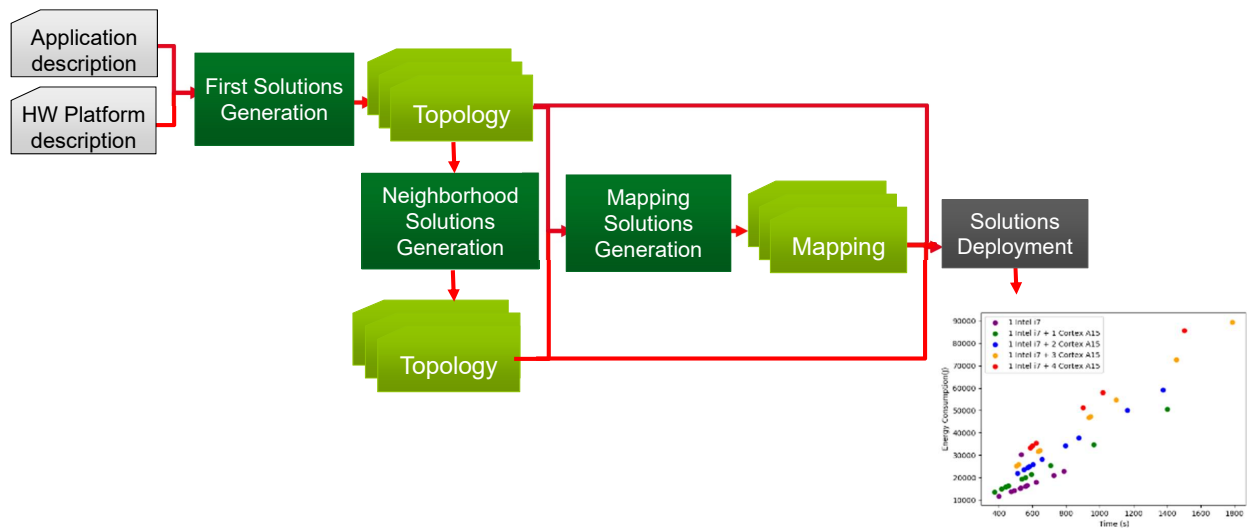 Application
description
HW Platform
description
First Solutions
Generation
Topology
Neighborhood
Solutions
Generation
Topology
Mapping
Solutions
Generation
Mapping
Solutions
Deployment
1 Intel i7
1 Intel i7 + 1 Cortex A15
1 Intel i7 + 2 Cortex A15
1 Intel i7 + 3 Cortex A15
1 Intel i7 + 4 Cortex A15
Energy Consumption(J)
90000
80000
70000
60000
50000
40000
30000
20000
10000
400 600 800 1000 1200 1400 1600 1800
Time (s)